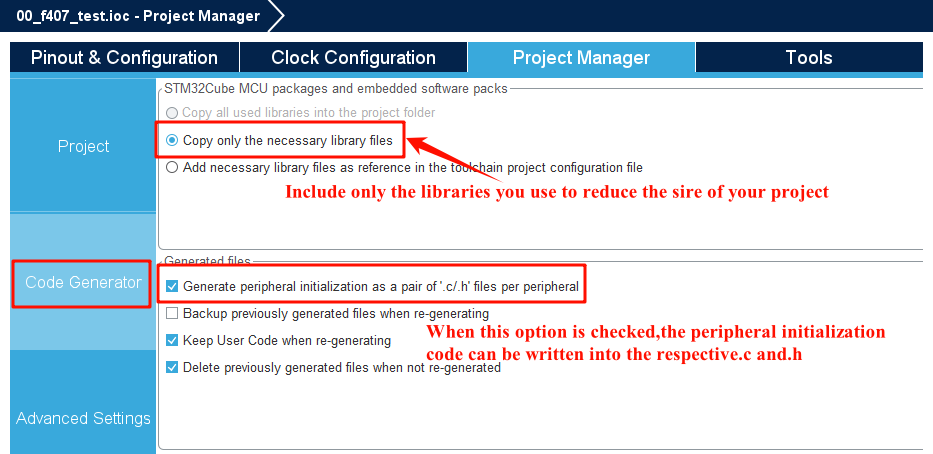 00_f407_test.ioc - Project Manager
Pinout & Configuration
Clock Configuration
Project Manager
Tools
STM32Cube MCU packages and embedded software packs
Copy all used libraries into the project folder
Project
Copy only the necessary library files
Add necessary library files as reference in the toolchain project configuration file
Include only the libraries you use to reduce the sire of your project
Generated files
Code Generator
Generate peripheral initialization as a pair of '.c/.h' files per peripheral
Backup previously generated files when re-generating
When this option is checked,the peripheral initialization
Keep User Code when re-generating
code can be written into the respective.c and.h
Delete previously generated files when not re-generated
Advanced Settings